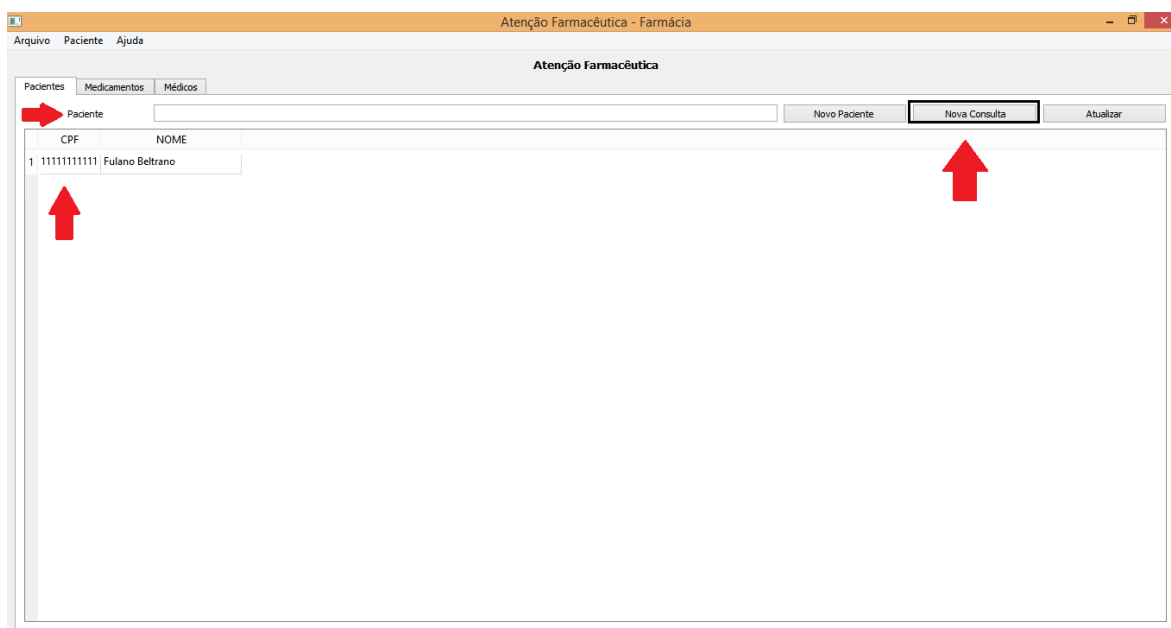 Atenção Farmacêutica - Farmácia
Arquivo Paciente Ajuda
Atenção Farmacêutica
Pacientes Medicamentos Médicos
Paciente Novo Paciente Nova Consulta Atualizar
CPF NOME
1 11111111111 Fulano Beltrano